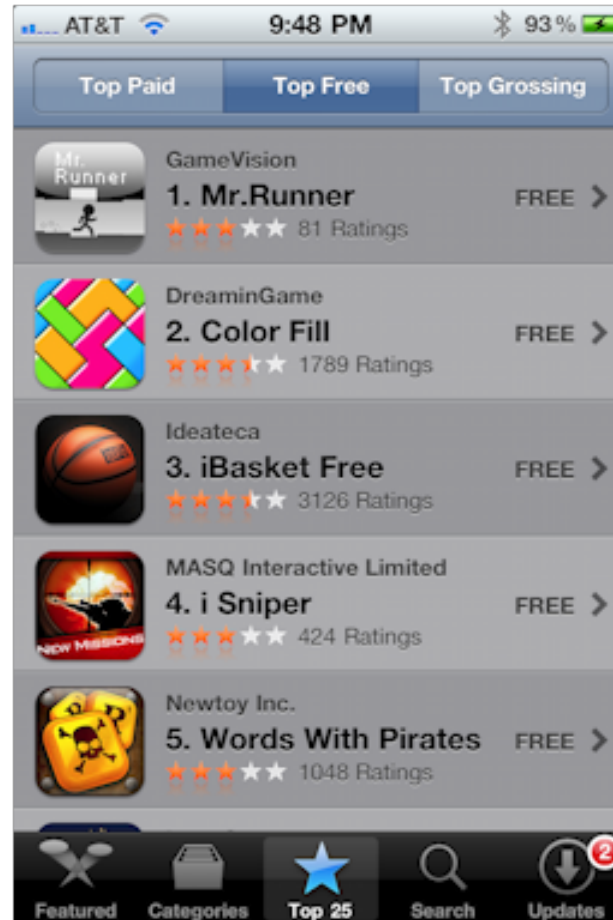 AT&T 9:48 PM 93%
Top Paid Top Free Top Grossing
Mr.
Runner
GameVision
1. Mr.Runner
FREE
81 Ratings
DreaminGame
2. Color Fill
FREE
1789 Ratings
Ideateca
3. iBasket Free
FREE
3126 Ratings
MASQ Interactive Limited
4. i Sniper
FREE
424 Ratings
New Missions
Newtoy Inc.
5. Words With Pirates
FREE
1048 Ratings
2
Featured Categories Top 25 Search Updates